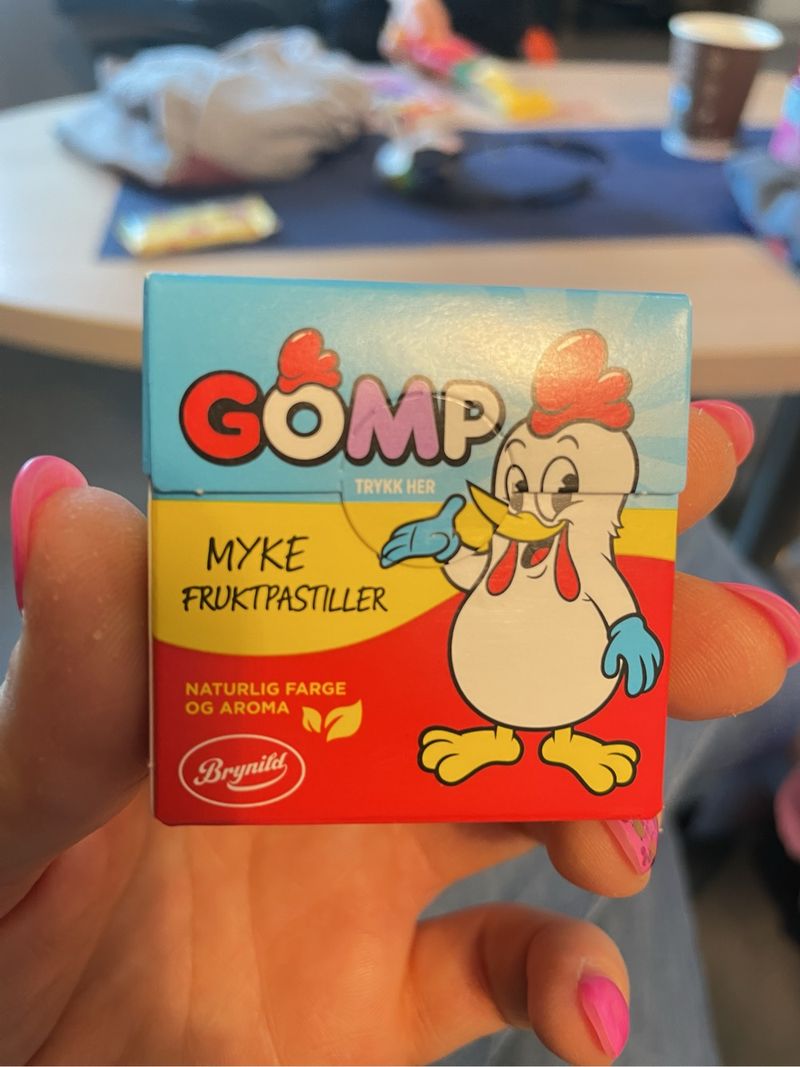 GOMP
TRYKK HER
MYKE
FRUKTPASTILLER
NATURLIG FARGE
OG AROMA
Brynild